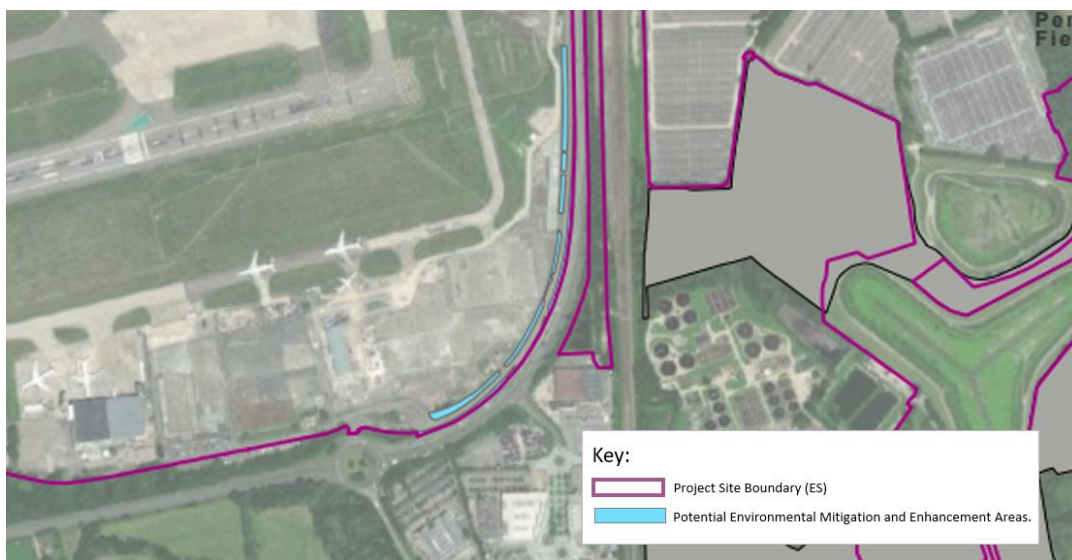 Key:
Project Site Boundary (ES)
Potential Environmental Mitigation and Enhancement Areas.